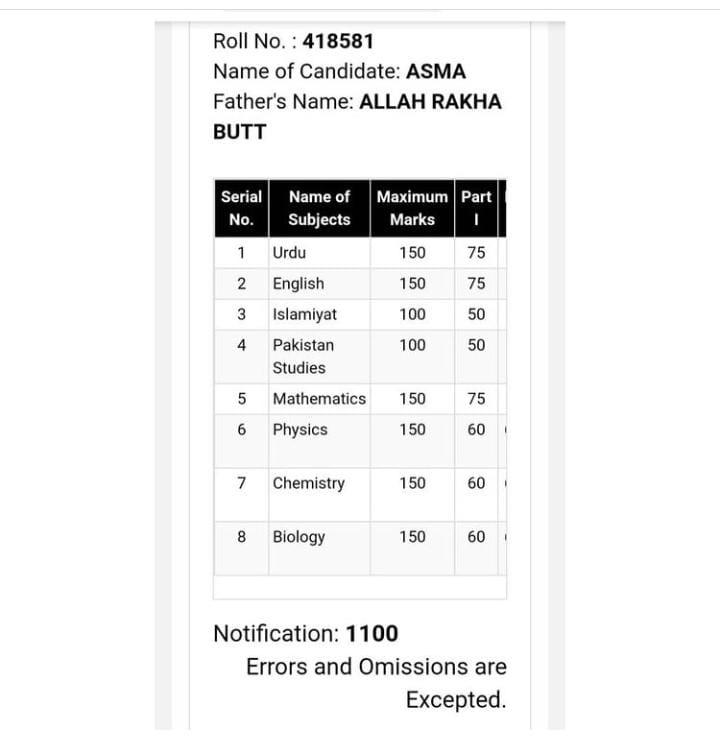 Roll No. : 418581
Name of Candidate: ASMA
Father's Name: ALLAH RAKHA
BUTT
Serial No. Name of Subjects Maximum Marks Part I
1 Urdu 150 75
2 English 150 75
3 Islamiyat 100 50
4 Pakistan Studies 100 50
5 Mathematics 150 75
6 Physics 150 60
7 Chemistry 150 60
8 Biology 150 60
Notification: 1100
Errors and Omissions are
Excepted.